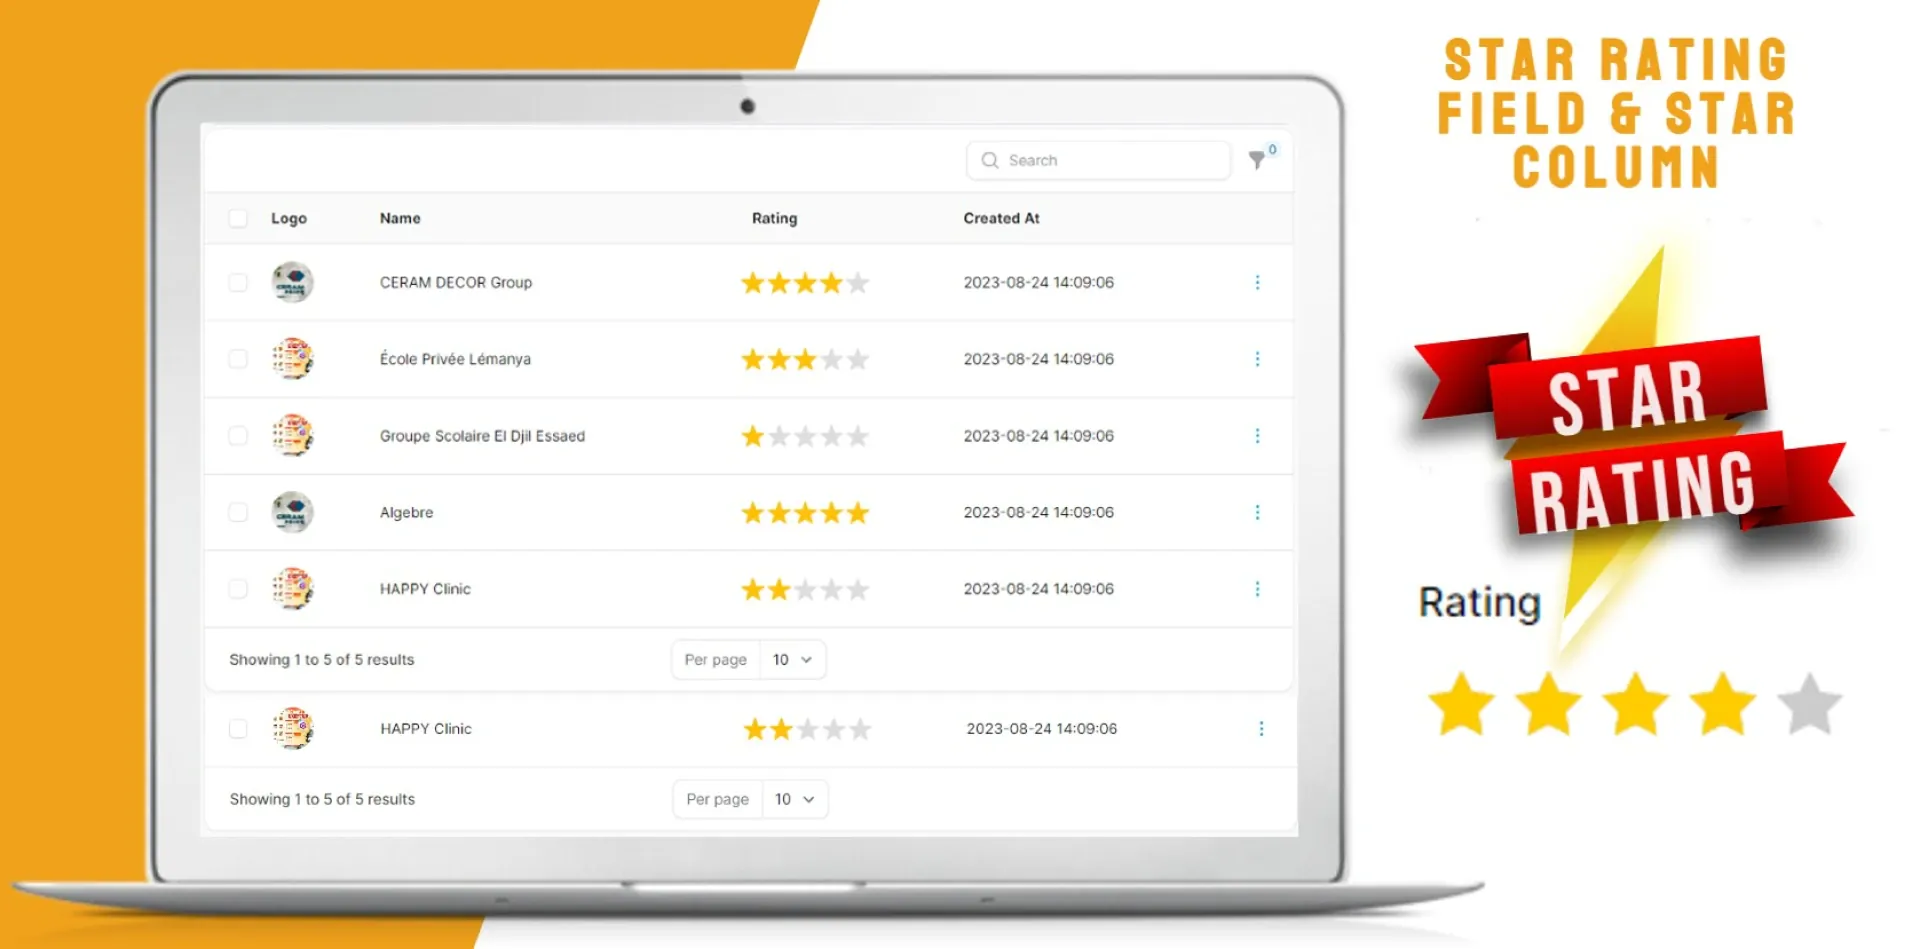 STAR RATING
FIELD & STAR
COLUMN
Search
0
Logo Name Rating Created At
CERAM DECOR Group 2023-08-24 14:09:06
École Privée Lémanya 2023-08-24 14:09:06
Groupe Scolaire El Djil Essaed 2023-08-24 14:09:06
Algebre 2023-08-24 14:09:06
HAPPY Clinic 2023-08-24 14:09:06
Showing 1 to 5 of 5 results Per page 10
HAPPY Clinic 2023-08-24 14:09:06
Showing 1 to 5 of 5 results Per page 10
STAR
RATING
Rating